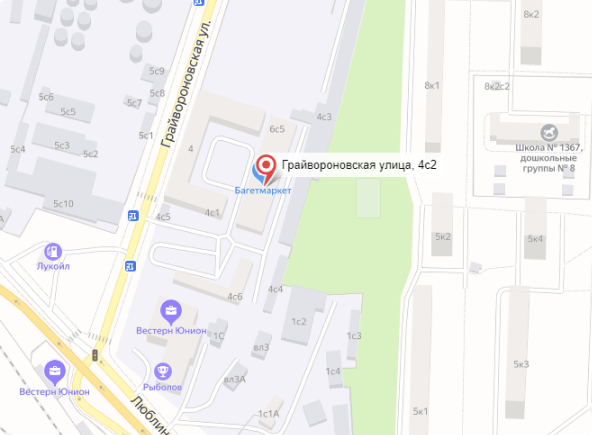 8к2
5с9
5с8
5с7
5с6
5с5
5с1
5с2
5с10
Грайвороновская ул.
4
6с5
4с3
8к1
8к2с2
Школа № 1367,
дошкольные
группы № 8
Грайвороновская улица, 4с2
Багетмаркет
4с1
4с5
5к2
5к4
Лукойл
4с6
4с4
Вестерн Юнион
1С
1с2
1с3
вл3
5к3
1с4
Рыболов
вл3А
Вестерн Юнион
Люблин
1с1А
5к1